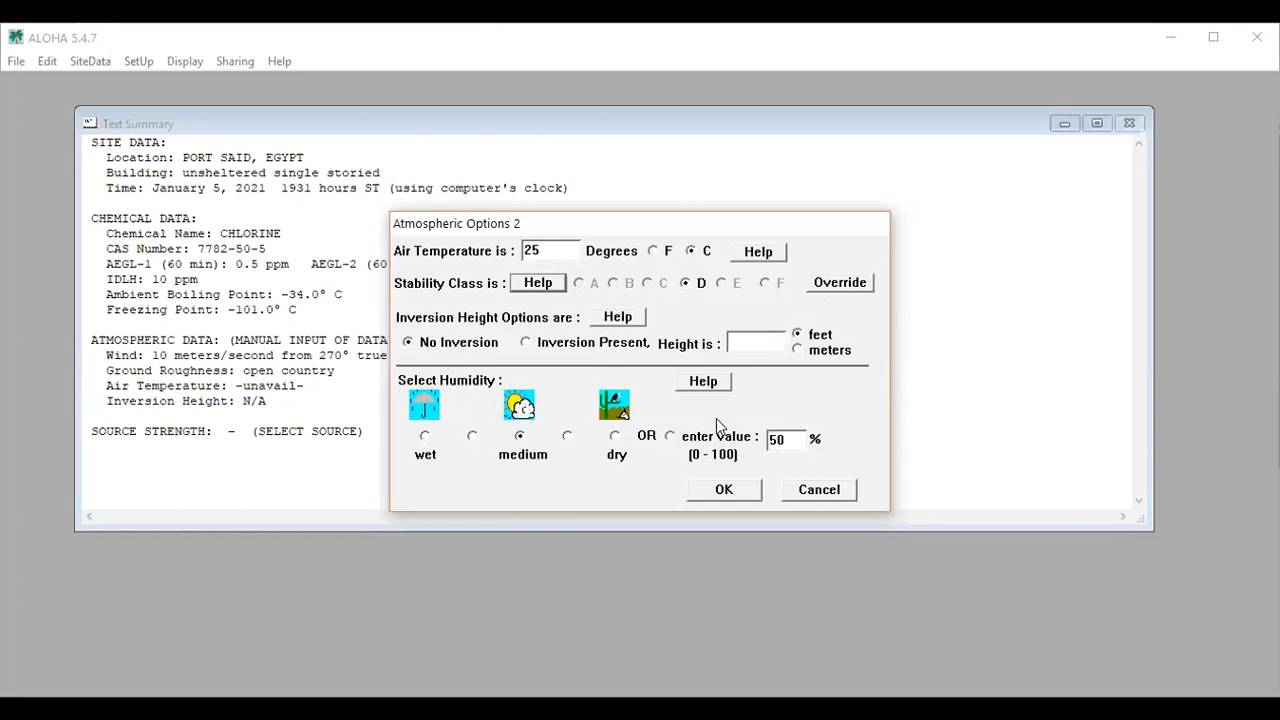 ALOHA 5.4.7
File Edit SiteData SetUp Display Sharing Help
Text Summary
SITE DATA:
Location: PORT SAID, EGYPT
Building: unsheltered single storied
Time: January 5, 2021 1931 hours ST (using computer's clock)
CHEMICAL DATA:
Chemical Name: CHLORINE
CAS Number: 7782-50-5
AEGL-1 (60 min): 0.5 ppm AEGL-2 (60
IDLH: 10 ppm
Ambient Boiling Point: -34.0° C
Freezing Point: -101.0° C
ATMOSPHERIC DATA: (MANUAL INPUT OF DATA
Wind: 10 meters/second from 270° true
Ground Roughness: open country
Air Temperature: -unavail-
Inversion Height: N/A
SOURCE STRENGTH: - (SELECT SOURCE)
Atmospheric Options 2
Air Temperature is : 25 Degrees F C Help
Stability Class is : Help A B C D E F Override
Inversion Height Options are : Help
No Inversion Inversion Present, Height is : feet
meters
Select Humidity : Help
OR enter value : 50 %
wet medium dry (0 - 100)
OK Cancel